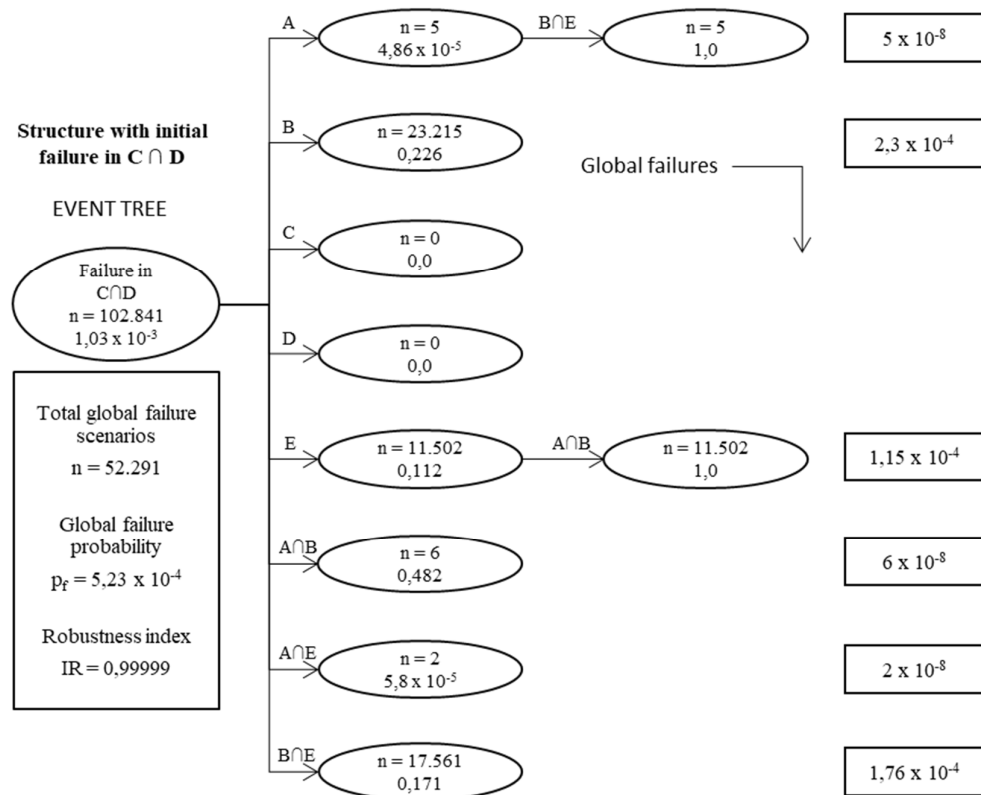 A
n = 5
4,86 x 10-5
B∩E
n = 5
1,0
5 x 10-8
Structure with initial
failure in C ∩ D
EVENT TREE
B
n = 23.215
0,226
2,3 x 10-4
Global failures
C
n = 0
0,0
Failure in
C∩D
n = 102.841
1,03 x 10-3
D
n = 0
0,0
Total global failure
scenarios
n = 52.291
Global failure
probability
pf = 5,23 x 10-4
Robustness index
IR = 0,99999
E
n = 11.502
0,112
A∩B
n = 11.502
1,0
1,15 x 10-4
A∩B
n = 6
0,482
6 x 10-8
A∩E
n = 2
5,8 x 10-5
2 x 10-8
B∩E
n = 17.561
0,171
1,76 x 10-4